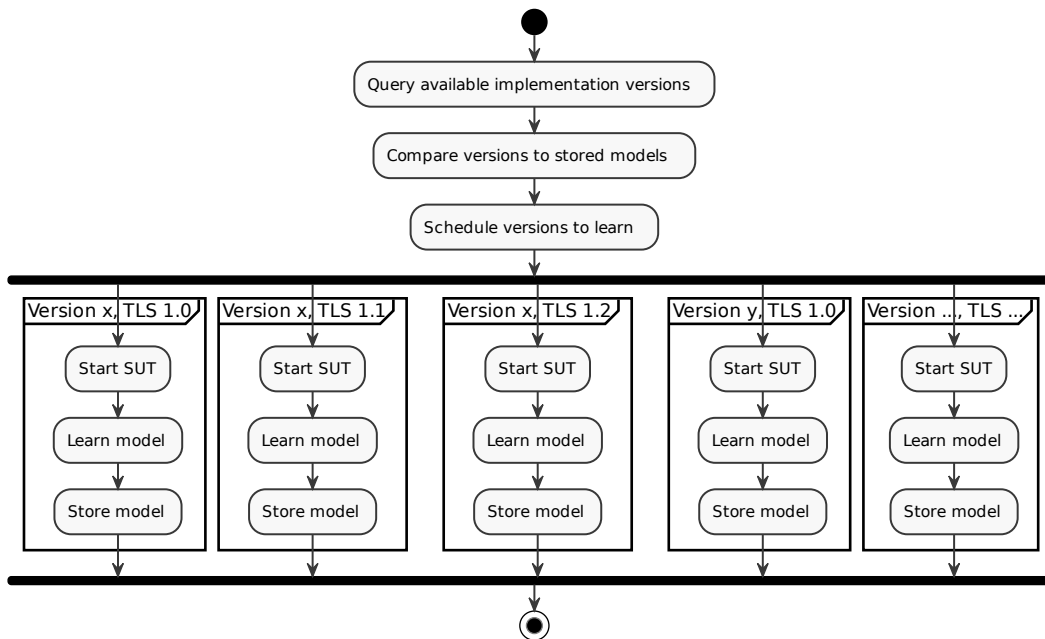 Query available implementation versions
Compare versions to stored models
Schedule versions to learn
Version x, TLS 1.0
Version x, TLS 1.1
Version x, TLS 1.2
Version y, TLS 1.0
Version ..., TLS ...
Start SUT
Start SUT
Start SUT
Start SUT
Start SUT
Learn model
Learn model
Learn model
Learn model
Learn model
Store model
Store model
Store model
Store model
Store model